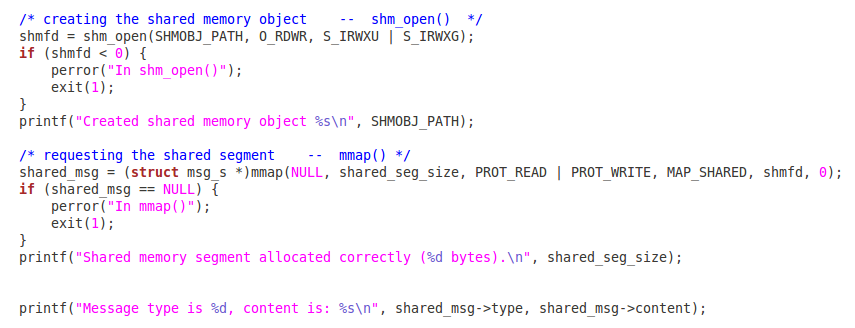 /* creating the shared memory object    --  shm_open()  */
shmfd = shm_open(SHMOBJ_PATH, O_RDWR, S_IRWXU | S_IRWXG);
if (shmfd < 0) {
    perror("In shm_open()");
    exit(1);
}
printf("Created shared memory object %s\n", SHMOBJ_PATH);

/* requesting the shared segment    --  mmap() */
shared_msg = (struct msg_s *)mmap(NULL, shared_seg_size, PROT_READ | PROT_WRITE, MAP_SHARED, shmfd, 0);
if (shared_msg == NULL) {
    perror("In mmap()");
    exit(1);
}
printf("Shared memory segment allocated correctly (%d bytes).\n", shared_seg_size);


printf("Message type is %d, content is: %s\n", shared_msg->type, shared_msg->content);